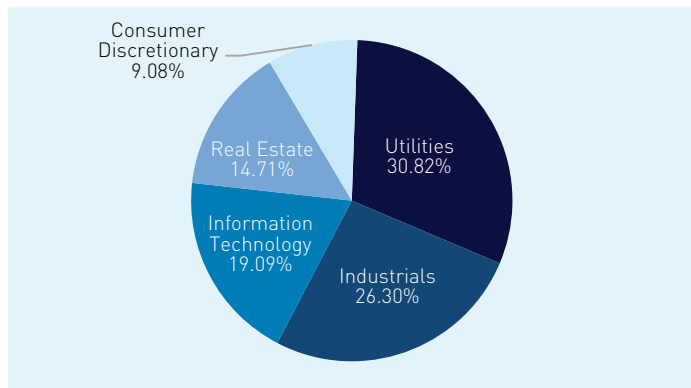 Consumer
Discretionary
9.08%
Utilities
30.82%
Real Estate
14.71%
Information
Technology
19.09%
Industrials
26.30%